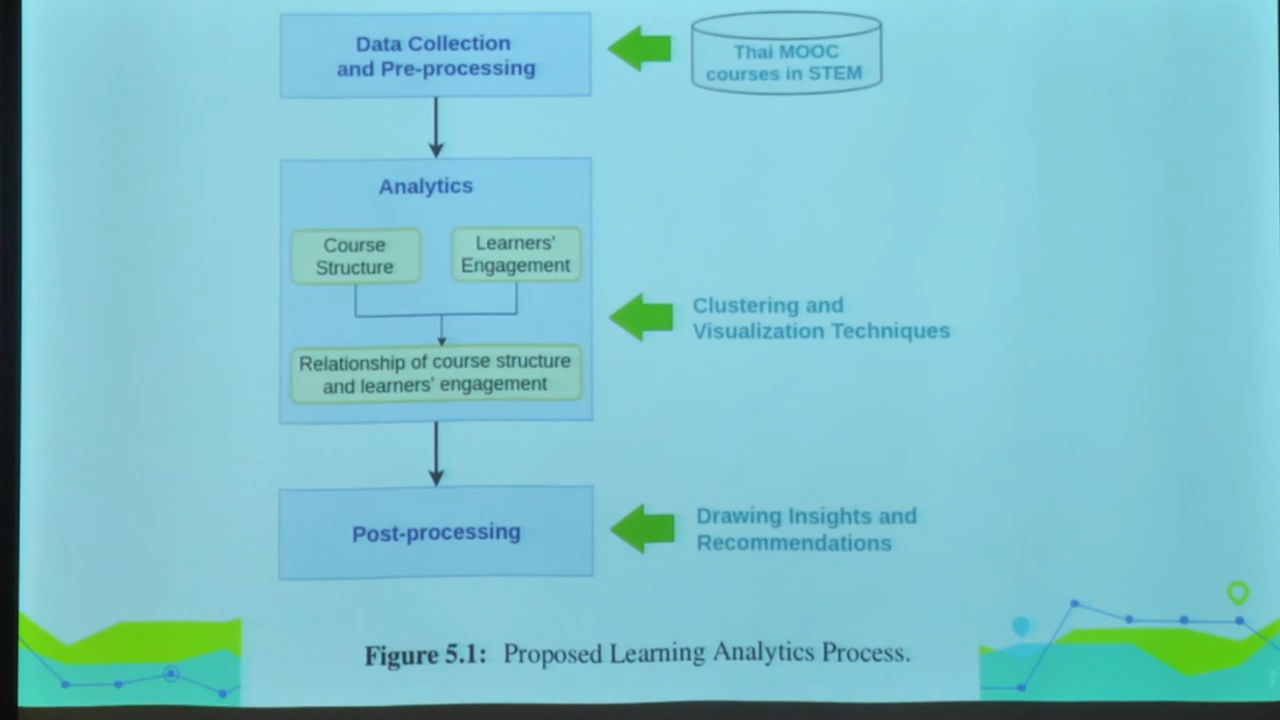 Data Collection
and Pre-processing
Thai MOOC
courses in STEM
Analytics
Course
Structure
Learners'
Engagement
Relationship of course structure
and learners' engagement
Clustering and
Visualization Techniques
Post-processing
Drawing Insights and
Recommendations
Figure 5.1: Proposed Learning Analytics Process.